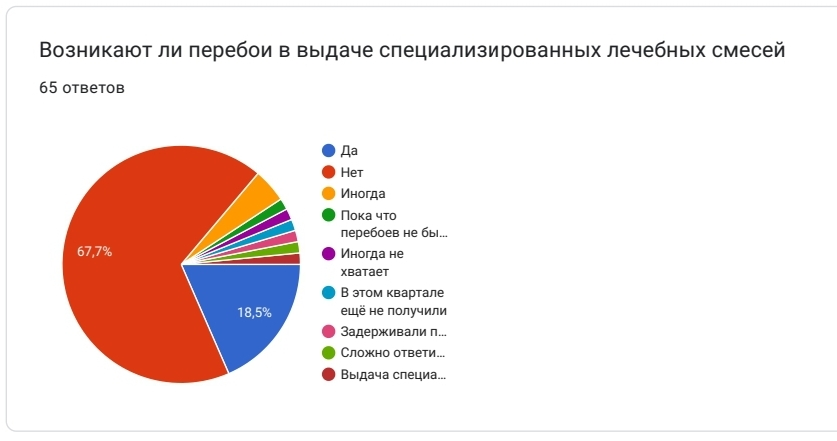 Возникают ли перебои в выдаче специализированных лечебных смесей
65 ответов
67,7%
18,5%
Да
Нет
Иногда
Пока что
перебоев не бы...
Иногда не
хватает
В этом квартале
ещё не получили
Задерживали п...
Сложно ответи...
Выдача специа...